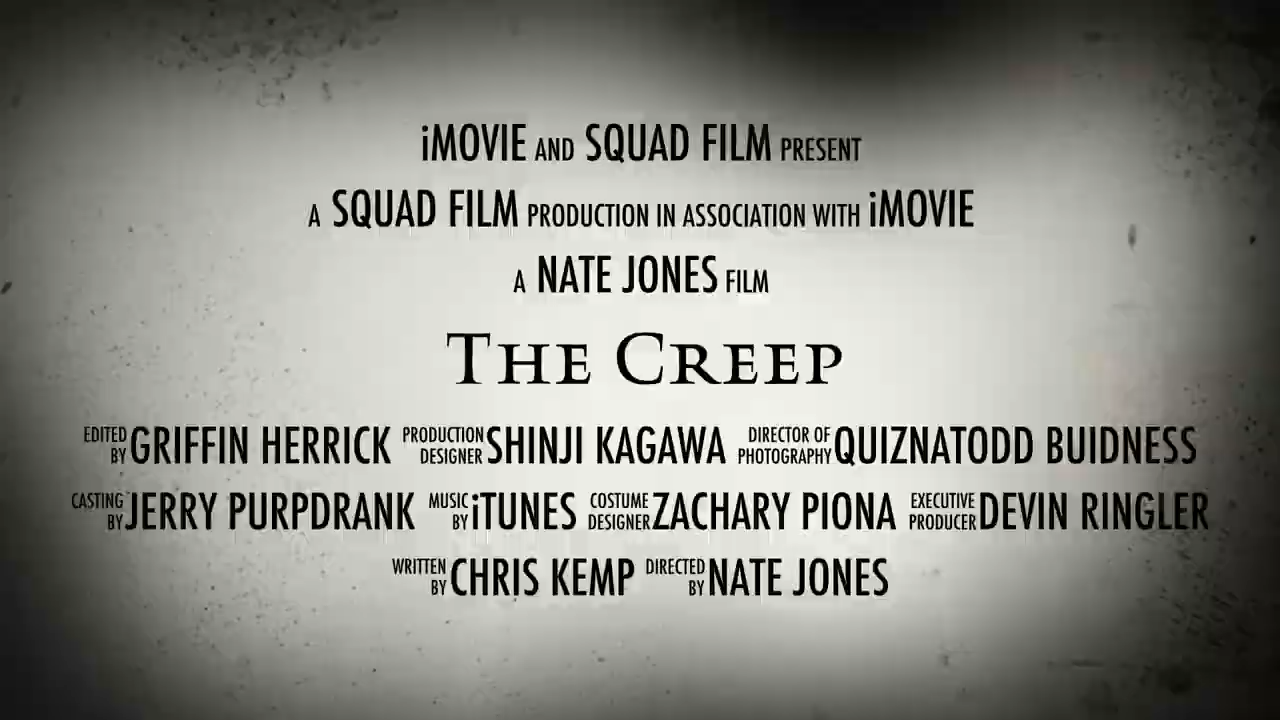 iMOVIE AND SQUAD FILM PRESENT
A SQUAD FILM PRODUCTION IN ASSOCIATION WITH iMOVIE
A NATE JONES FILM
THE CREEP
EDITED BY GRIFFIN HERRICK PRODUCTION DESIGNER SHINJI KAGAWA DIRECTOR OF PHOTOGRAPHY QUIZNATODD BUIDNESS
CASTING BY JERRY PURPDRANK MUSIC BY iTUNES COSTUME DESIGNER ZACHARY PIONA EXECUTIVE PRODUCER DEVIN RINGLER
WRITTEN BY CHRIS KEMP DIRECTED BY NATE JONES